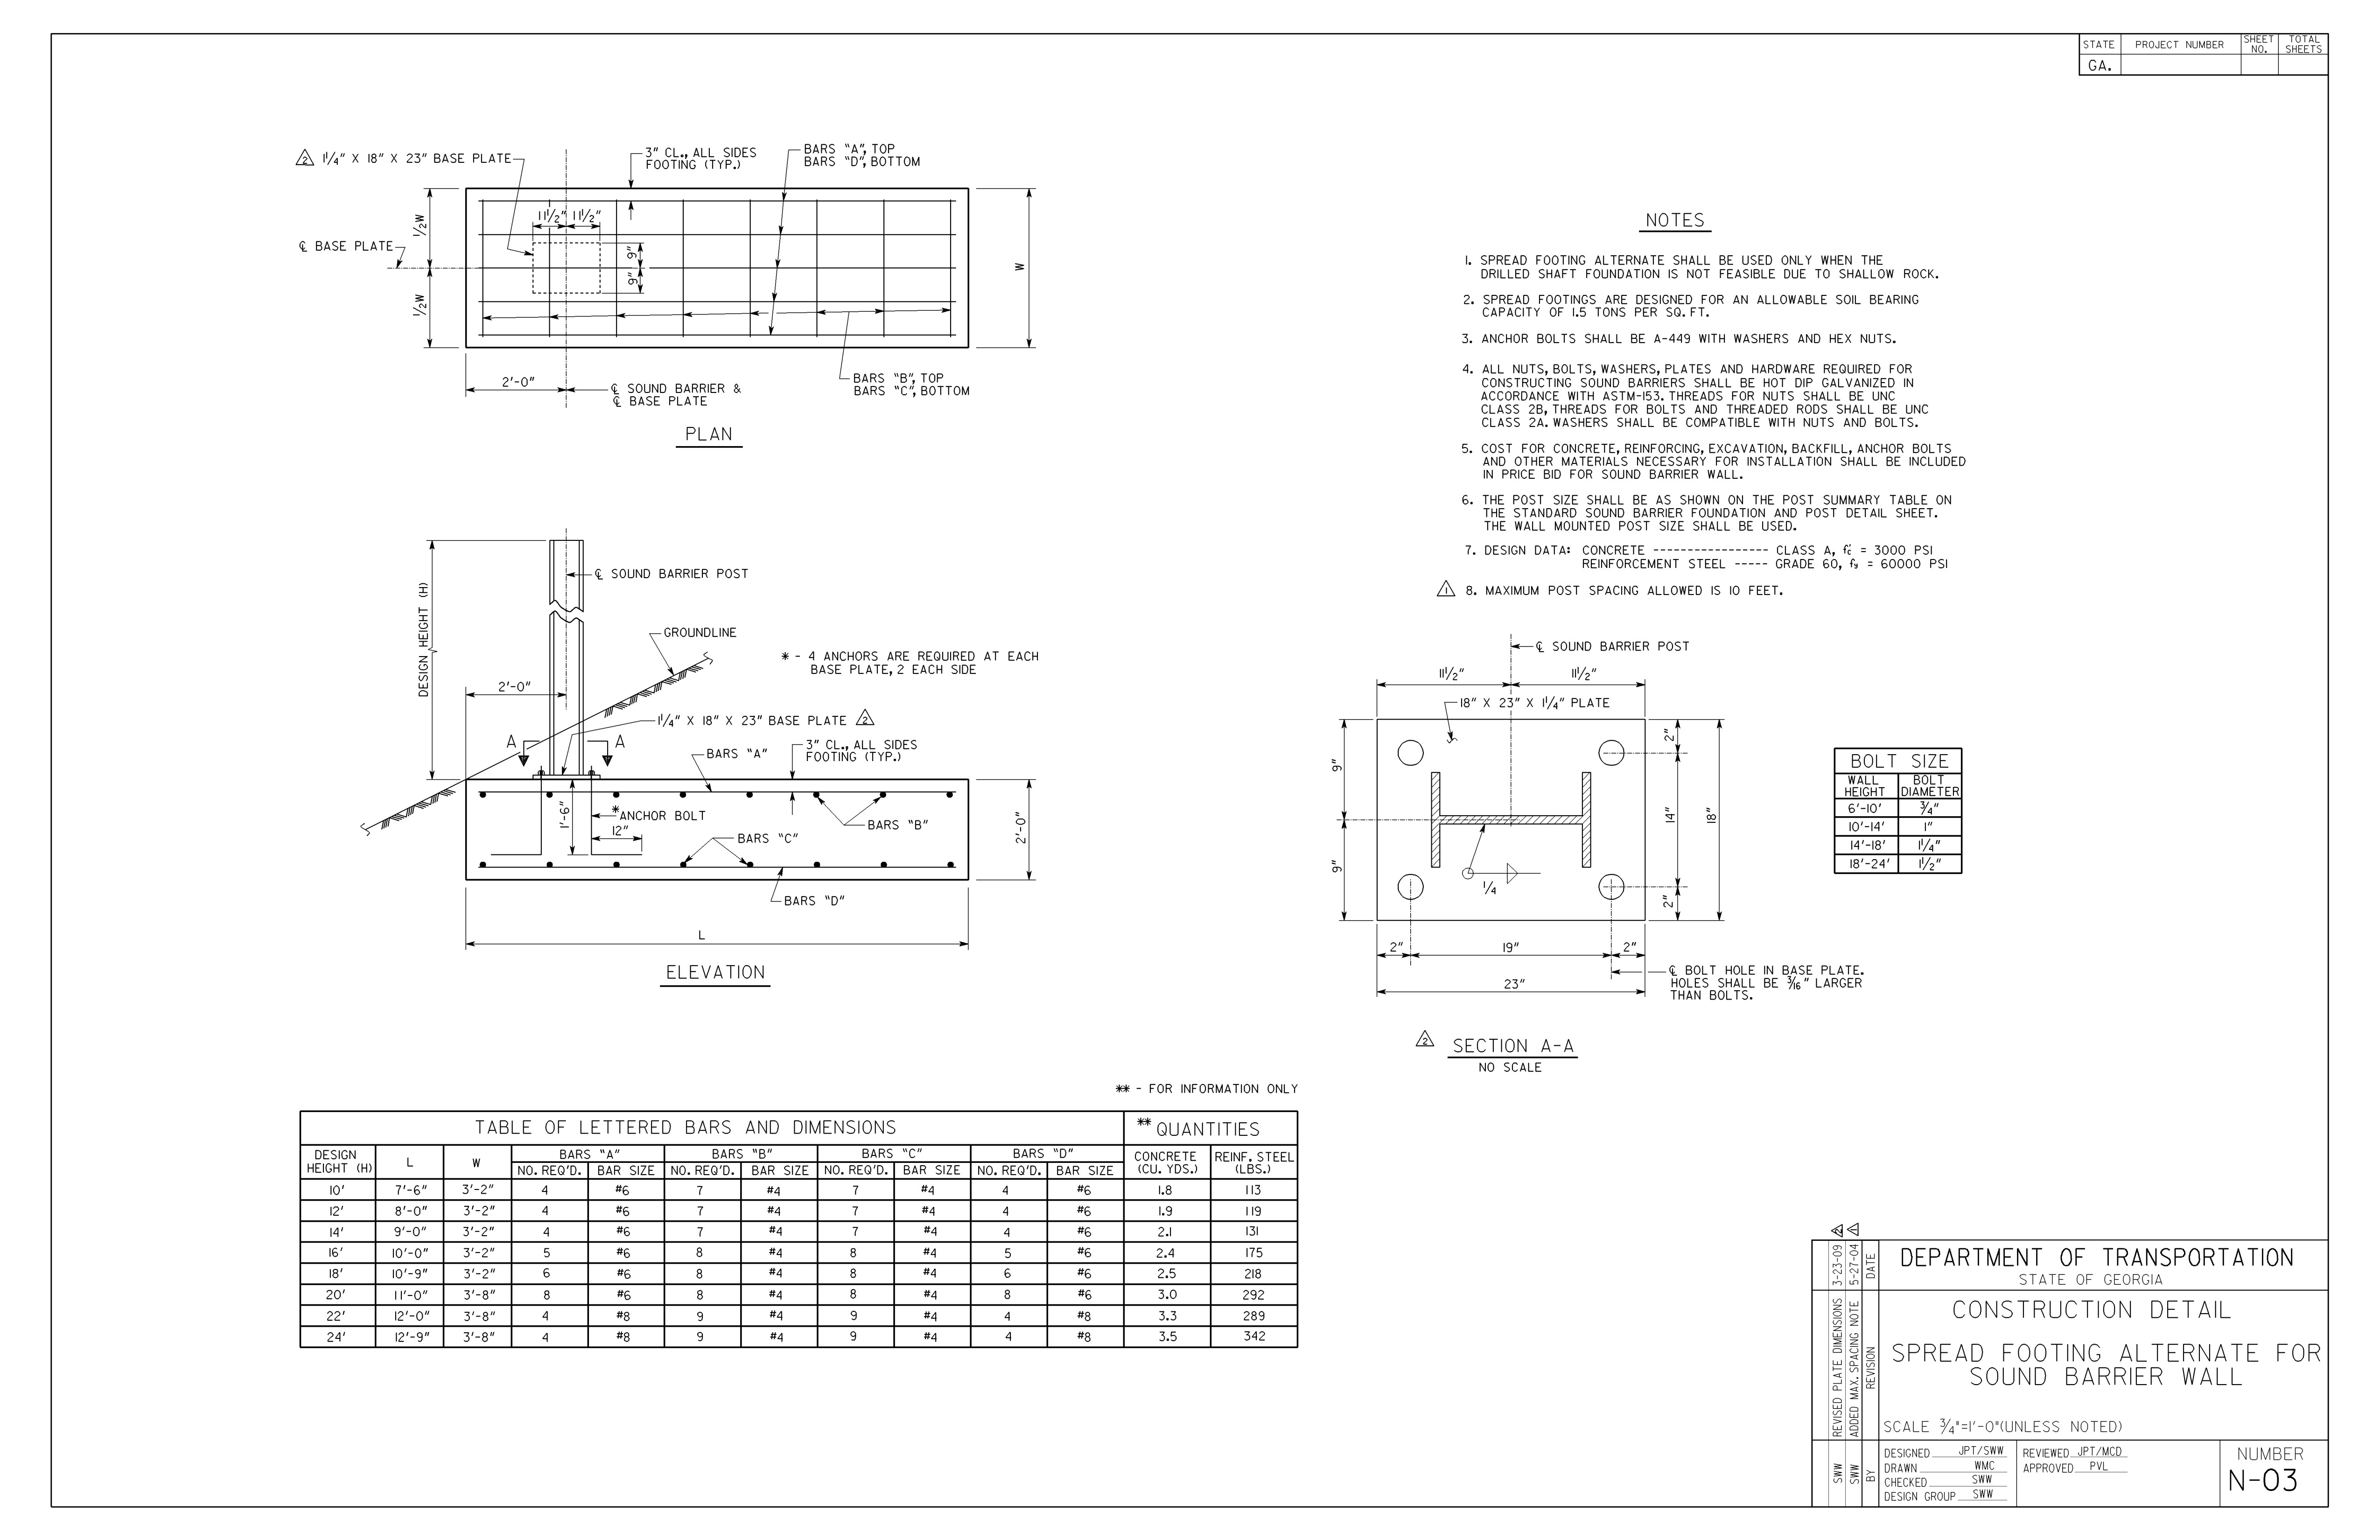 STATE PROJECT NUMBER SHEET NO. TOTAL SHEETS
GA.
2 1 1/4" X 18" X 23" BASE PLATE
3" CL., ALL SIDES
FOOTING (TYP.)
BARS "A", TOP
BARS "D", BOTTOM
11 1/2" 11 1/2"
1/2W
1/2W
9"
9"
W
℄ BASE PLATE
2'-0"
℄ SOUND BARRIER &
℄ BASE PLATE
BARS "B", TOP
BARS "C", BOTTOM
PLAN
NOTES
1. SPREAD FOOTING ALTERNATE SHALL BE USED ONLY WHEN THE
DRILLED SHAFT FOUNDATION IS NOT FEASIBLE DUE TO SHALLOW ROCK.
2. SPREAD FOOTINGS ARE DESIGNED FOR AN ALLOWABLE SOIL BEARING
CAPACITY OF 1.5 TONS PER SQ. FT.
3. ANCHOR BOLTS SHALL BE A-449 WITH WASHERS AND HEX NUTS.
4. ALL NUTS, BOLTS, WASHERS, PLATES AND HARDWARE REQUIRED FOR
CONSTRUCTING SOUND BARRIERS SHALL BE HOT DIP GALVANIZED IN
ACCORDANCE WITH ASTM-153. THREADS FOR NUTS SHALL BE UNC
CLASS 2B, THREADS FOR BOLTS AND THREADED RODS SHALL BE UNC
CLASS 2A. WASHERS SHALL BE COMPATIBLE WITH NUTS AND BOLTS.
5. COST FOR CONCRETE, REINFORCING, EXCAVATION, BACKFILL, ANCHOR BOLTS
AND OTHER MATERIALS NECESSARY FOR INSTALLATION SHALL BE INCLUDED
IN PRICE BID FOR SOUND BARRIER WALL.
6. THE POST SIZE SHALL BE AS SHOWN ON THE POST SUMMARY TABLE ON
THE STANDARD SOUND BARRIER FOUNDATION AND POST DETAIL SHEET.
THE WALL MOUNTED POST SIZE SHALL BE USED.
7. DESIGN DATA: CONCRETE ----------------- CLASS A, f'c = 3000 PSI
REINFORCEMENT STEEL ----- GRADE 60, fy = 60000 PSI
1 8. MAXIMUM POST SPACING ALLOWED IS 10 FEET.
DESIGN HEIGHT (H)
℄ SOUND BARRIER POST
GROUNDLINE
* - 4 ANCHORS ARE REQUIRED AT EACH
BASE PLATE, 2 EACH SIDE
2'-0"
1 1/4" X 18" X 23" BASE PLATE 2
A A
BARS "A"
3" CL., ALL SIDES
FOOTING (TYP.)
1'-6"
* ANCHOR BOLT
12"
BARS "B"
BARS "C"
2'-0"
BARS "D"
L
ELEVATION
℄ SOUND BARRIER POST
11 1/2" 11 1/2"
18" X 23" X 1 1/4" PLATE
9"
9"
2"
14"
2"
18"
1/4
2" 19" 2"
23"
℄ BOLT HOLE IN BASE PLATE.
HOLES SHALL BE 3/16" LARGER
THAN BOLTS.
2 SECTION A-A
NO SCALE
BOLT SIZE
WALL HEIGHT BOLT DIAMETER
6'-10' 3/4"
10'-14' 1"
14'-18' 1 1/4"
18'-24' 1 1/2"
** - FOR INFORMATION ONLY
TABLE OF LETTERED BARS AND DIMENSIONS ** QUANTITIES
DESIGN HEIGHT (H) L W BARS "A" BARS "B" BARS "C" BARS "D" CONCRETE (CU. YDS.) REINF. STEEL (LBS.)
NO. REQ'D. BAR SIZE NO. REQ'D. BAR SIZE NO. REQ'D. BAR SIZE NO. REQ'D. BAR SIZE
10' 7'-6" 3'-2" 4 #6 7 #4 7 #4 4 #6 1.8 113
12' 8'-0" 3'-2" 4 #6 7 #4 7 #4 4 #6 1.9 119
14' 9'-0" 3'-2" 4 #6 7 #4 7 #4 4 #6 2.1 131
16' 10'-0" 3'-2" 5 #6 8 #4 8 #4 5 #6 2.4 175
18' 10'-9" 3'-2" 6 #6 8 #4 8 #4 6 #6 2.5 218
20' 11'-0" 3'-8" 8 #6 8 #4 8 #4 8 #6 3.0 292
22' 12'-0" 3'-8" 4 #8 9 #4 9 #4 4 #8 3.3 289
24' 12'-9" 3'-8" 4 #8 9 #4 9 #4 4 #8 3.5 342
2 3-23-09 REVISED PLATE DIMENSIONS SWW
1 5-27-04 ADDED MAX. SPACING NOTE SWW
DATE REVISION BY
DEPARTMENT OF TRANSPORTATION
STATE OF GEORGIA
CONSTRUCTION DETAIL
SPREAD FOOTING ALTERNATE FOR
SOUND BARRIER WALL
SCALE 3/4"=1'-0"(UNLESS NOTED)
DESIGNED JPT/SWW REVIEWED JPT/MCD
DRAWN WMC APPROVED PVL
CHECKED SWW
DESIGN GROUP SWW
NUMBER
N-03